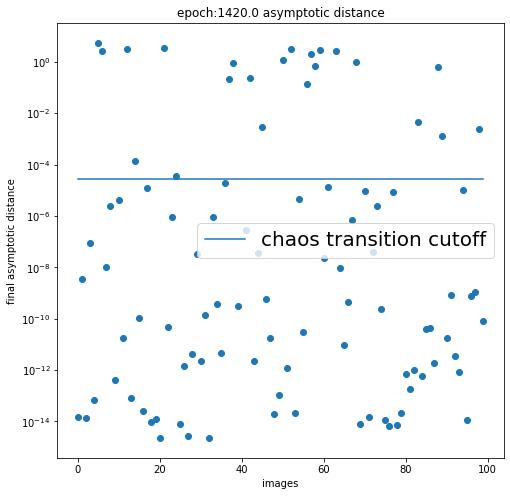 epoch:1420.0 asymptotic distance
10^0
10^-2
10^-4
10^-6
10^-8
10^-10
10^-12
10^-14
final asymptotic distance
chaos transition cutoff
0 20 40 60 80 100
images